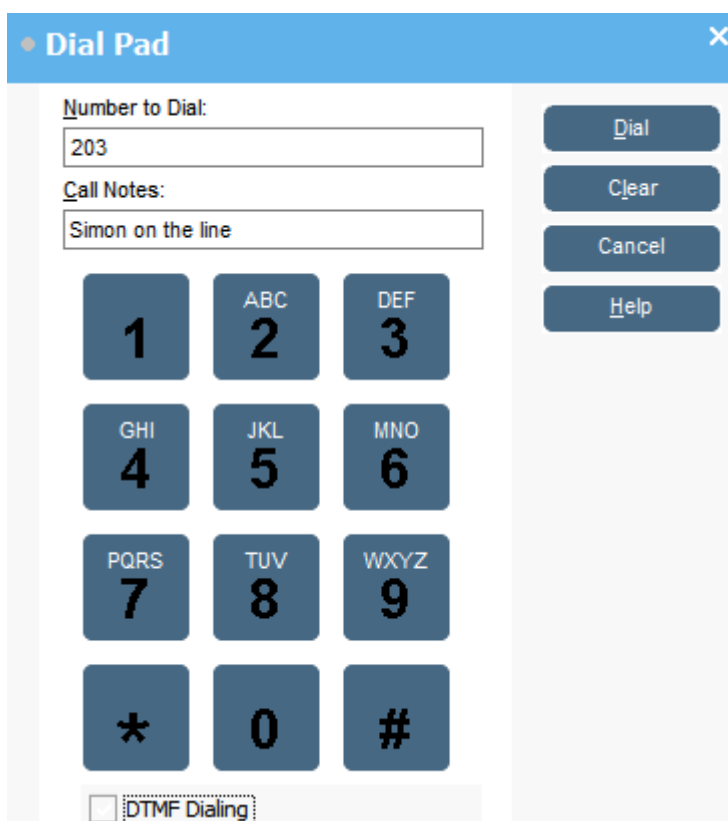 Dial Pad
Number to Dial:
203
Call Notes:
Simon on the line
Dial
Clear
Cancel
Help
1
ABC
2
DEF
3
GHI
4
JKL
5
MNO
6
PQRS
7
TUV
8
WXYZ
9
*
0
#
DTMF Dialing